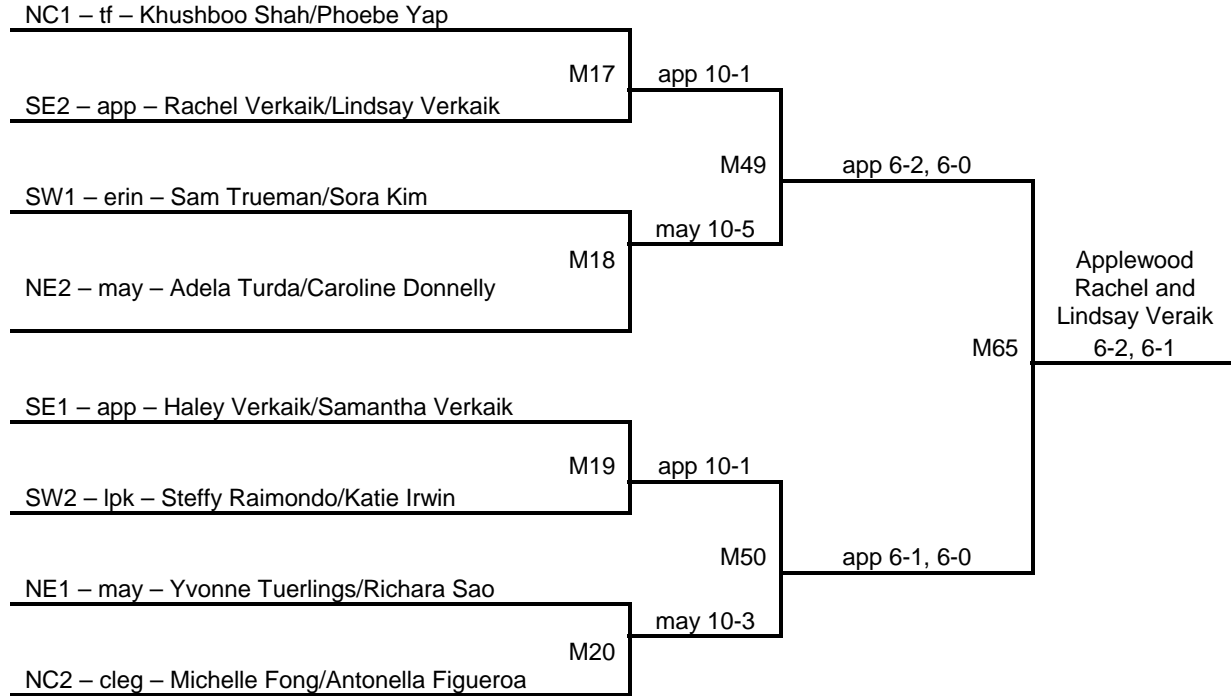 NC1 – tf – Khushboo Shah/Phoebe Yap
M17
app 10-1
SE2 – app – Rachel Verkaik/Lindsay Verkaik
M49
app 6-2, 6-0
SW1 – erin – Sam Trueman/Sora Kim
may 10-5
M18
NE2 – may – Adela Turda/Caroline Donnelly
Applewood
Rachel and
Lindsay Veraik
6-2, 6-1
M65
SE1 – app – Haley Verkaik/Samantha Verkaik
M19
app 10-1
SW2 – lpk – Steffy Raimondo/Katie Irwin
M50
app 6-1, 6-0
NE1 – may – Yvonne Tuerlings/Richara Sao
may 10-3
M20
NC2 – cleg – Michelle Fong/Antonella Figueroa